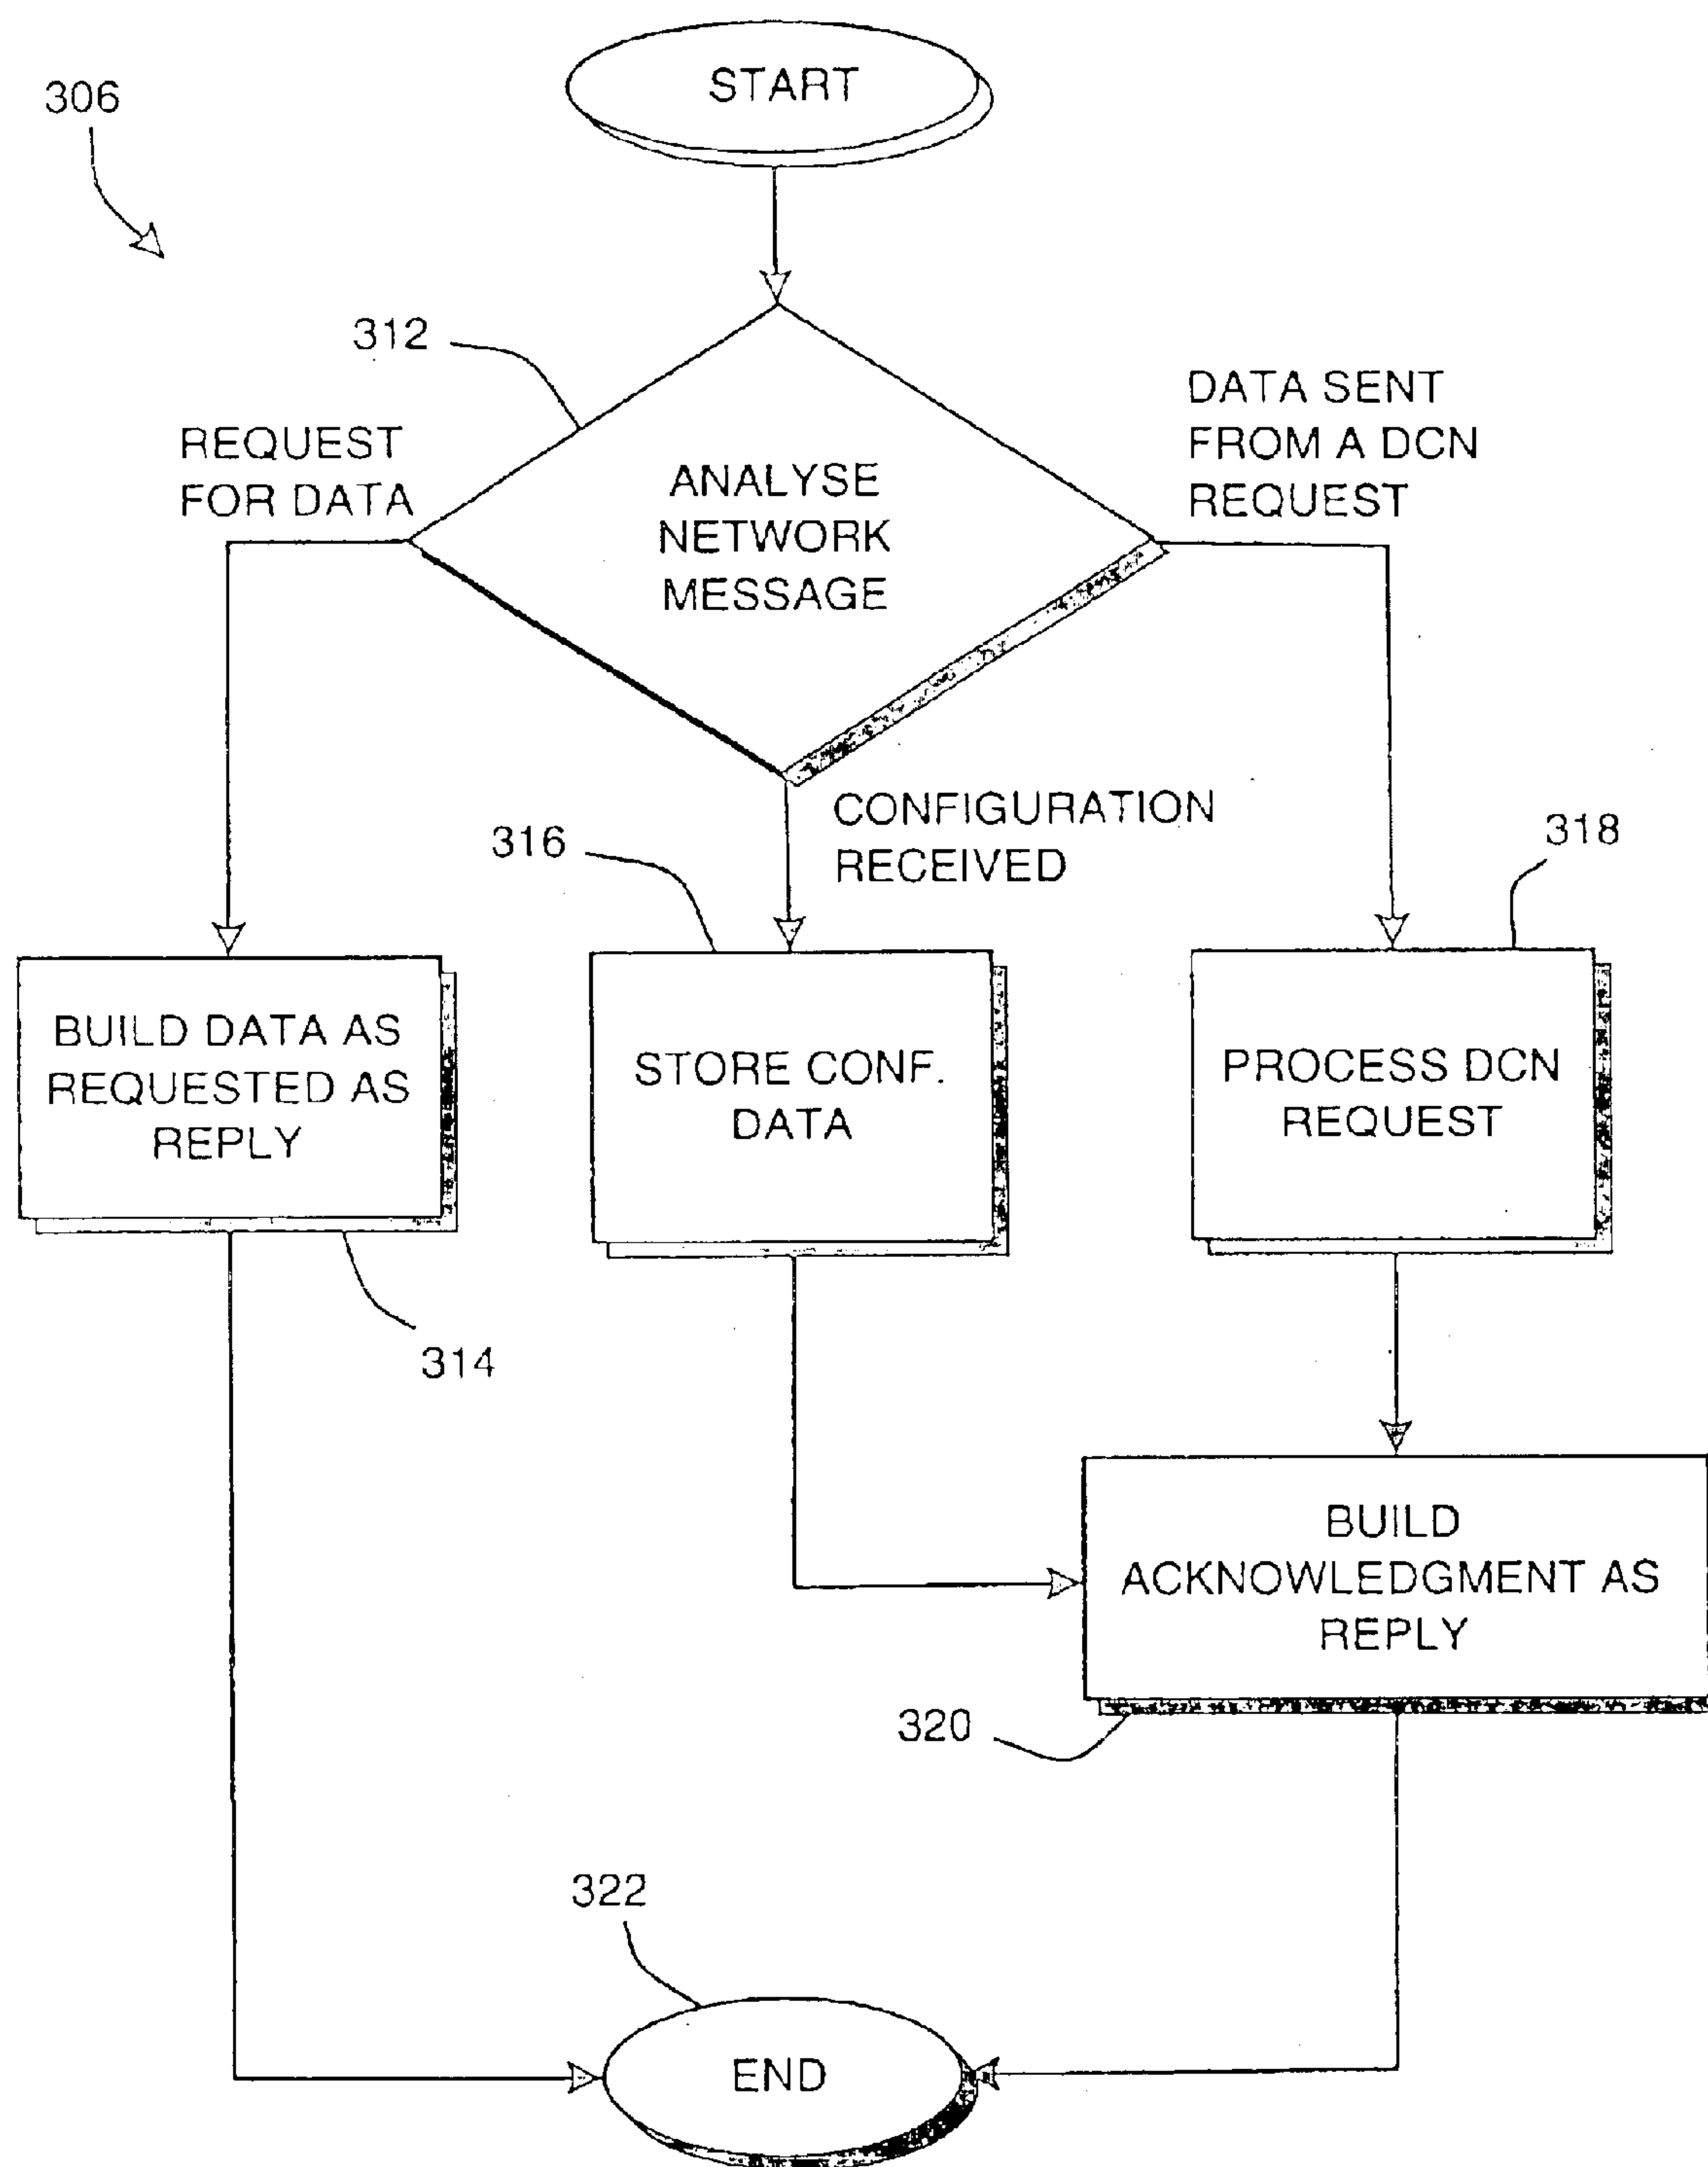 START
306
312
REQUEST
FOR DATA
ANALYSE
NETWORK
MESSAGE
DATA SENT
FROM A DCN
REQUEST
CONFIGURATION
RECEIVED
316
318
BUILD DATA AS
REQUESTED AS
REPLY
STORE CONF.
DATA
PROCESS DCN
REQUEST
314
BUILD
ACKNOWLEDGMENT AS
REPLY
320
322
END